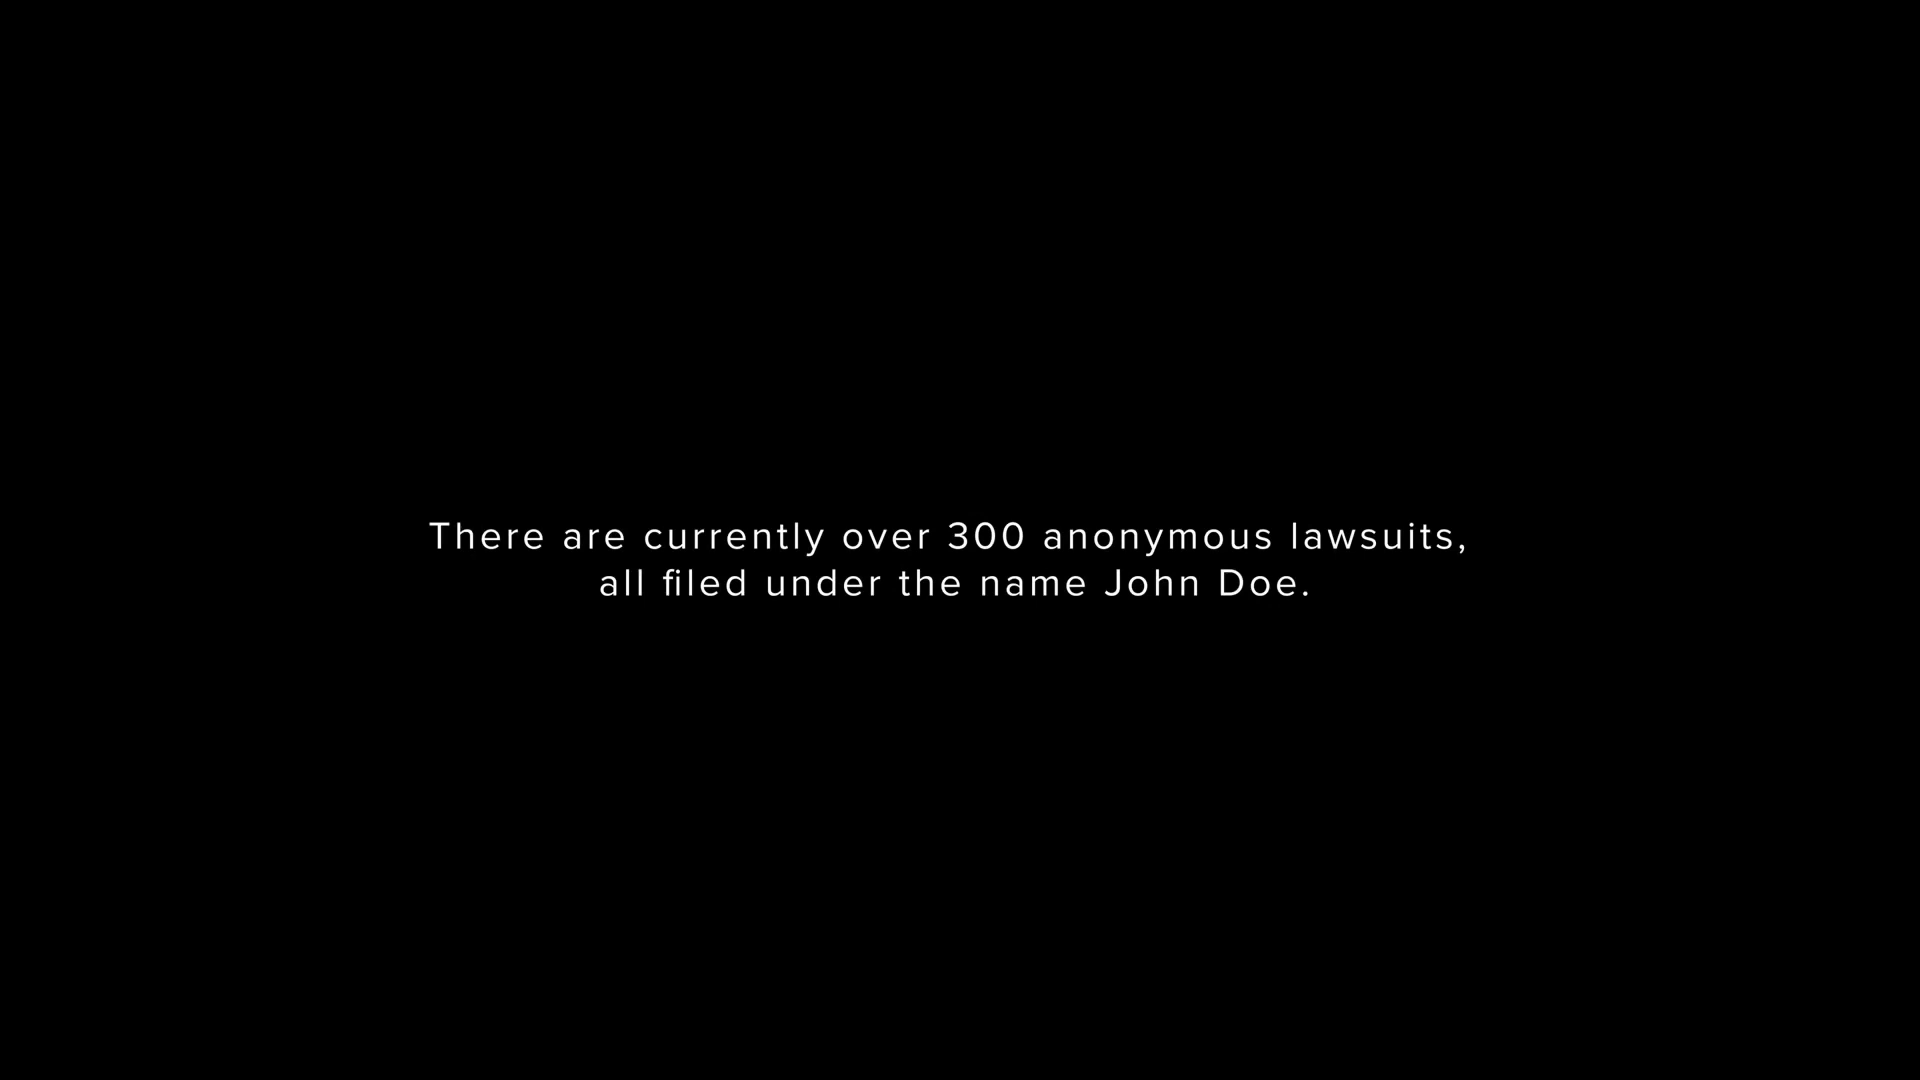 There are currently over 300 anonymous lawsuits,
all filed under the name John Doe.